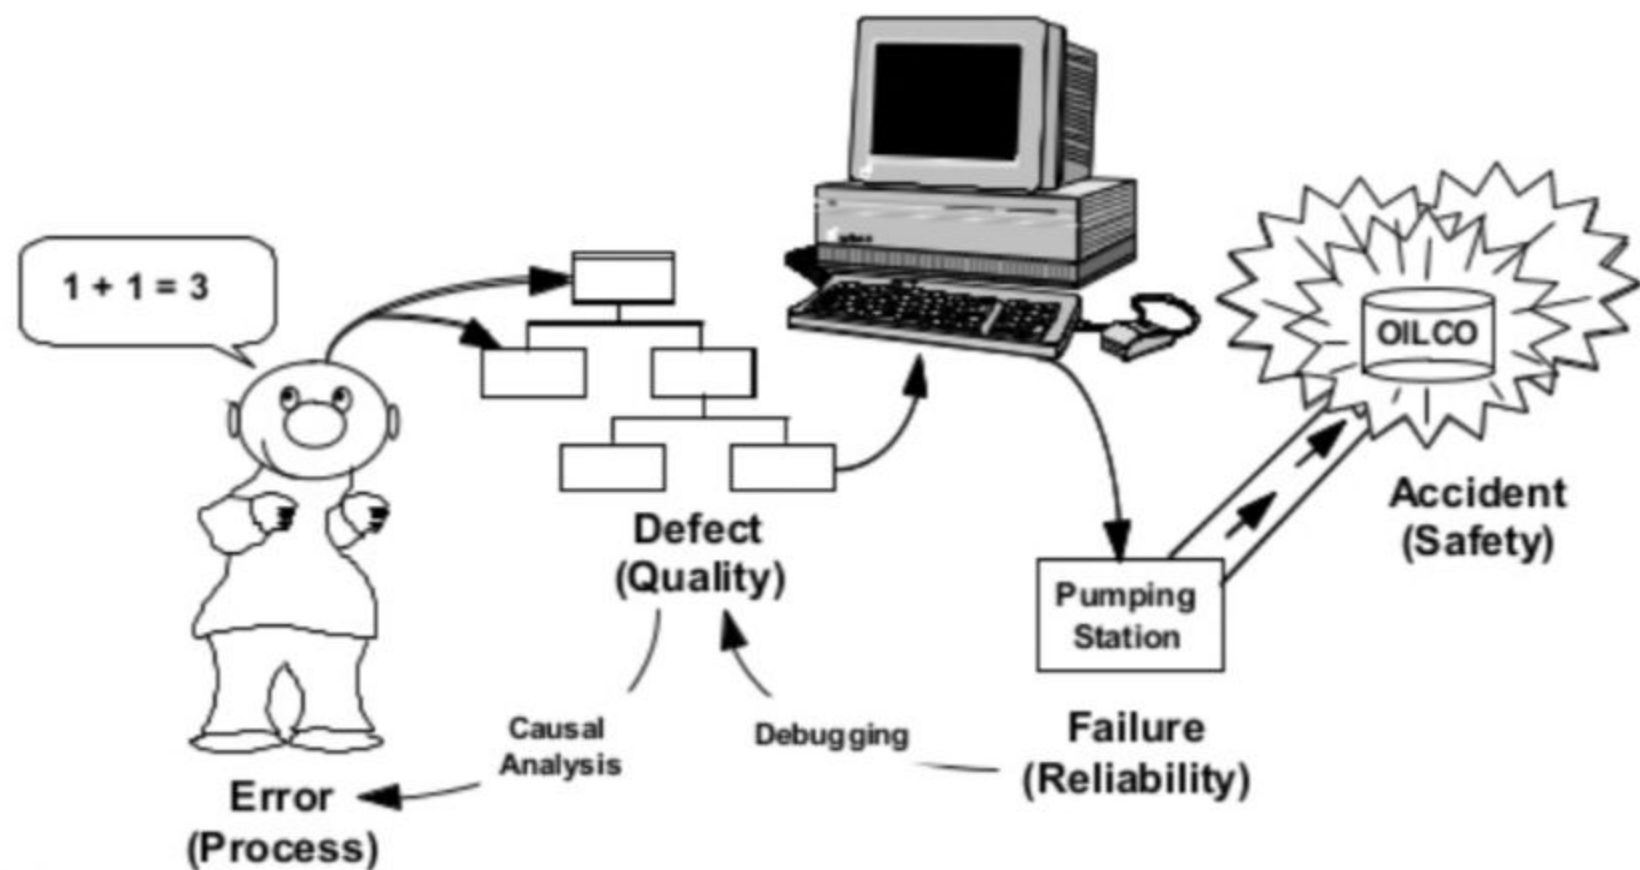 1 + 1 = 3
OILCO
Accident
(Safety)
Defect
(Quality)
Pumping
Station
Causal
Analysis
Debugging
Failure
(Reliability)
Error
(Process)